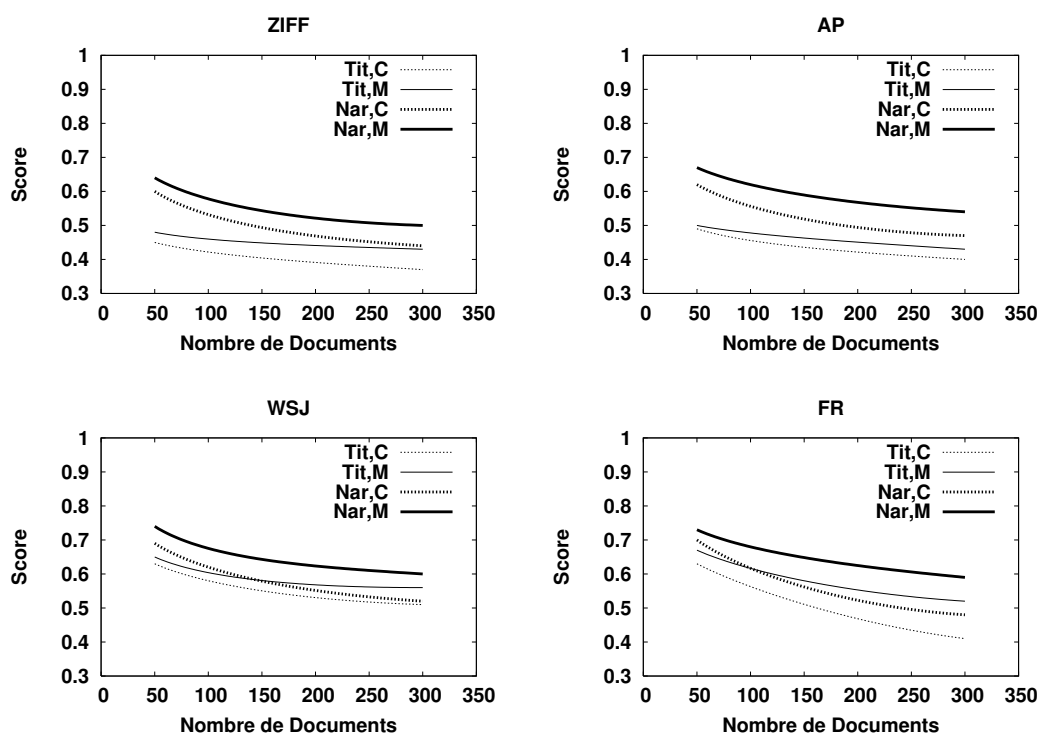 ZIFF
1
0.9
0.8
0.7
0.6
0.5
0.4
0.3
Score
Tit,C
Tit,M
Nar,C
Nar,M
0 50 100 150 200 250 300 350
Nombre de Documents
AP
1
0.9
0.8
0.7
0.6
0.5
0.4
0.3
Score
Tit,C
Tit,M
Nar,C
Nar,M
0 50 100 150 200 250 300 350
Nombre de Documents
WSJ
1
0.9
0.8
0.7
0.6
0.5
0.4
0.3
Score
Tit,C
Tit,M
Nar,C
Nar,M
0 50 100 150 200 250 300 350
Nombre de Documents
FR
1
0.9
0.8
0.7
0.6
0.5
0.4
0.3
Score
Tit,C
Tit,M
Nar,C
Nar,M
0 50 100 150 200 250 300 350
Nombre de Documents